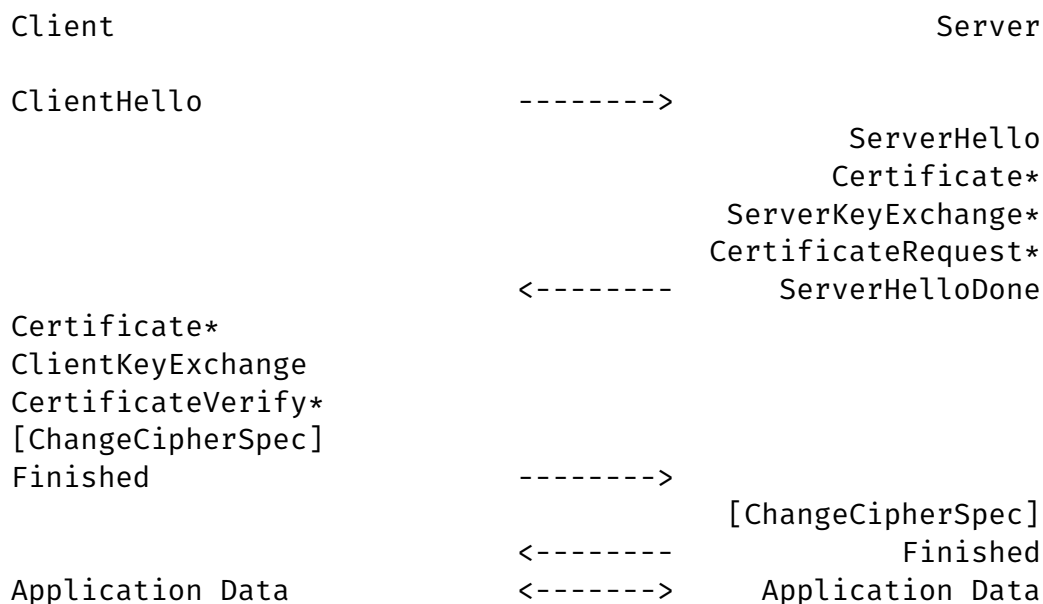 Client                                                       Server

ClientHello                  -------->
                                                  ServerHello
                                                 Certificate*
                                           ServerKeyExchange*
                                          CertificateRequest*
                             <--------      ServerHelloDone
Certificate*
ClientKeyExchange
CertificateVerify*
[ChangeCipherSpec]
Finished                     -------->
                                           [ChangeCipherSpec]
                             <--------             Finished
Application Data             <------->     Application Data